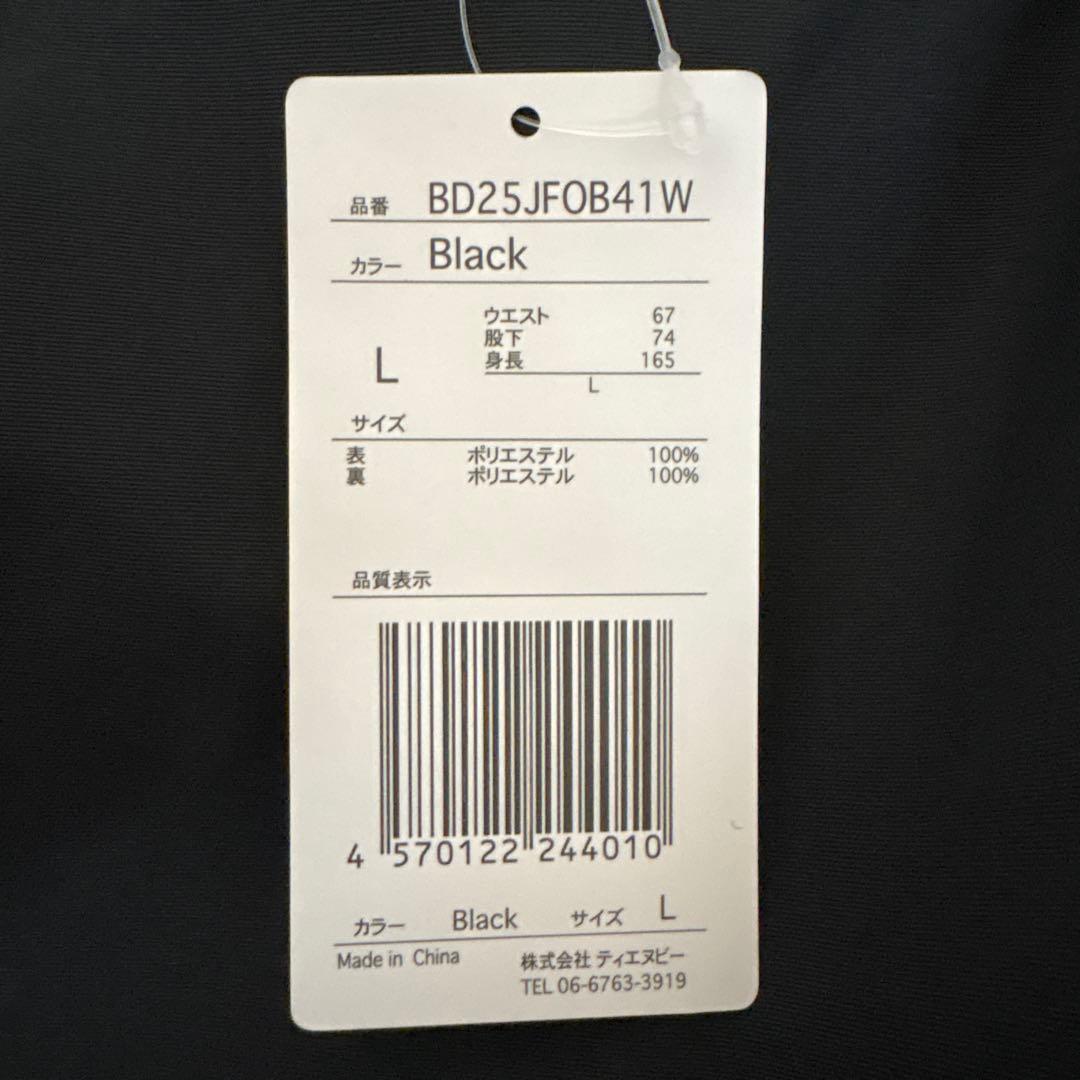 品番 BD25JFOB41W
カラー Black
ウエスト 67
股下 74
身長 165
L
L
サイズ
表 ポリエステル 100%
裏 ポリエステル 100%
品質表示
4 570122 244010
カラー Black サイズ L
Made in China 株式会社 ティエヌビー
TEL 06-6763-3919